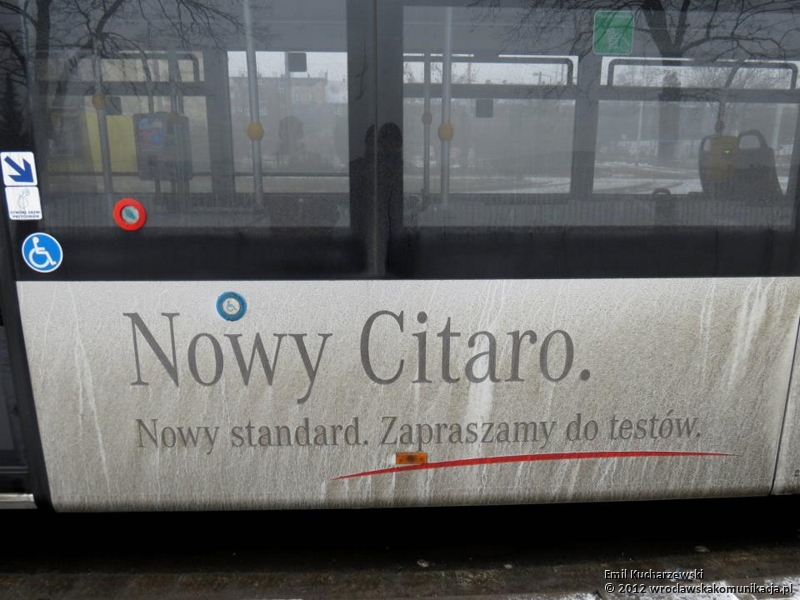 Nowy Citaro.
Nowy standard. Zapraszamy do testów.
Emil Kucharzewski
© 2012 wroclawskakomunikacja.pl